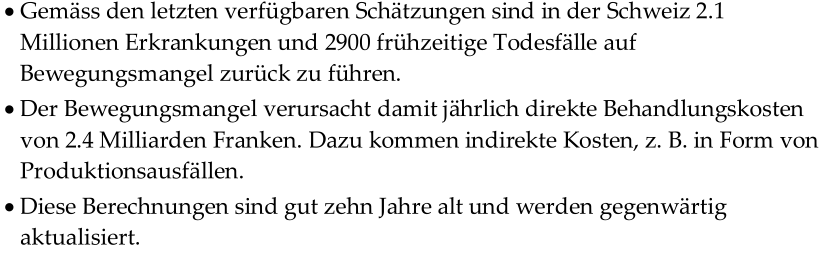 • Gemäss den letzten verfügbaren Schätzungen sind in der Schweiz 2.1
Millionen Erkrankungen und 2900 frühzeitige Todesfälle auf
Bewegungsmangel zurück zu führen.
• Der Bewegungsmangel verursacht damit jährlich direkte Behandlungskosten
von 2.4 Milliarden Franken. Dazu kommen indirekte Kosten, z. B. in Form von
Produktionsausfällen.
• Diese Berechnungen sind gut zehn Jahre alt und werden gegenwärtig
aktualisiert.